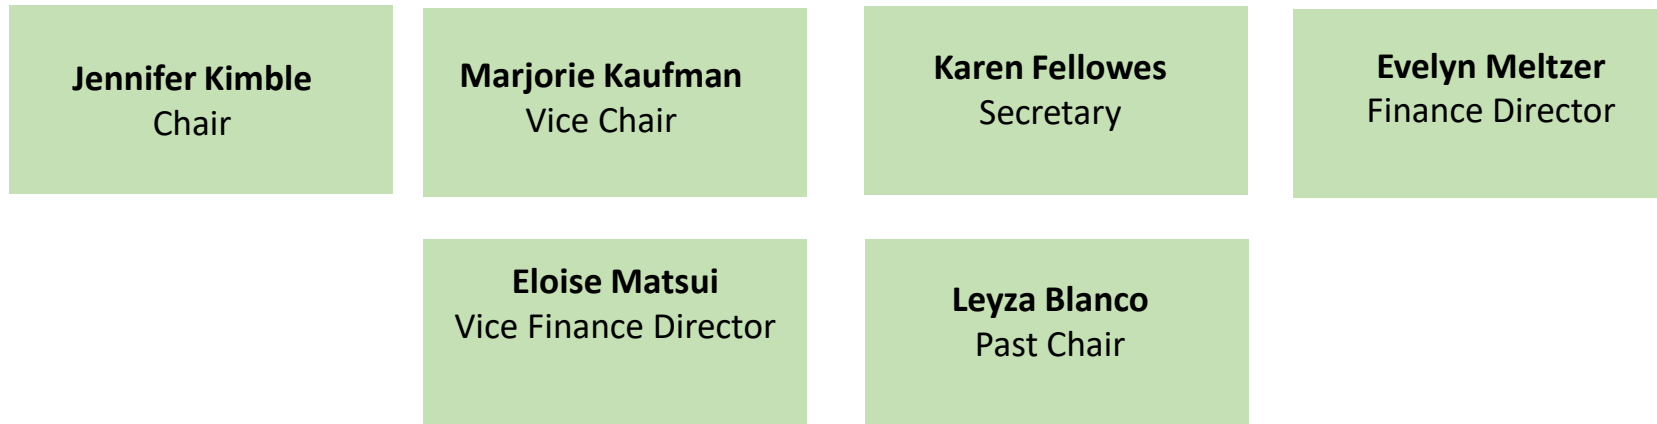 Jennifer Kimble
Chair
Marjorie Kaufman
Vice Chair
Karen Fellowes
Secretary
Evelyn Meltzer
Finance Director
Eloise Matsui
Vice Finance Director
Leyza Blanco
Past Chair